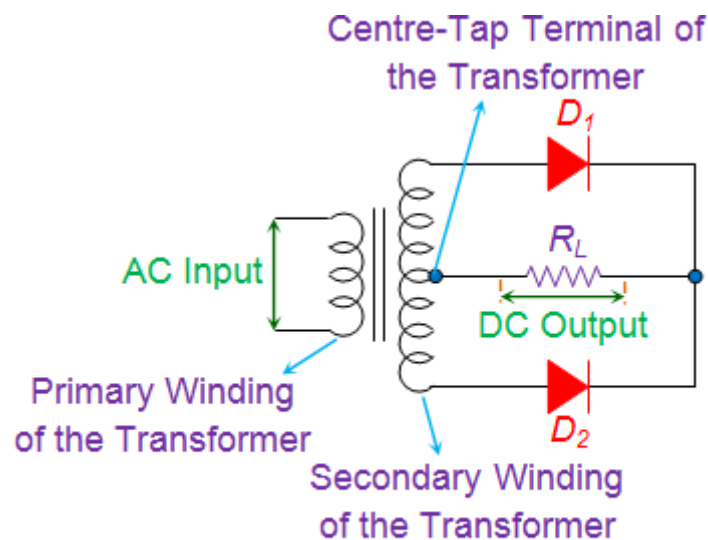 Centre-Tap Terminal of
the Transformer
D1
AC Input
RL
DC Output
Primary Winding
of the Transformer
D2
Secondary Winding
of the Transformer